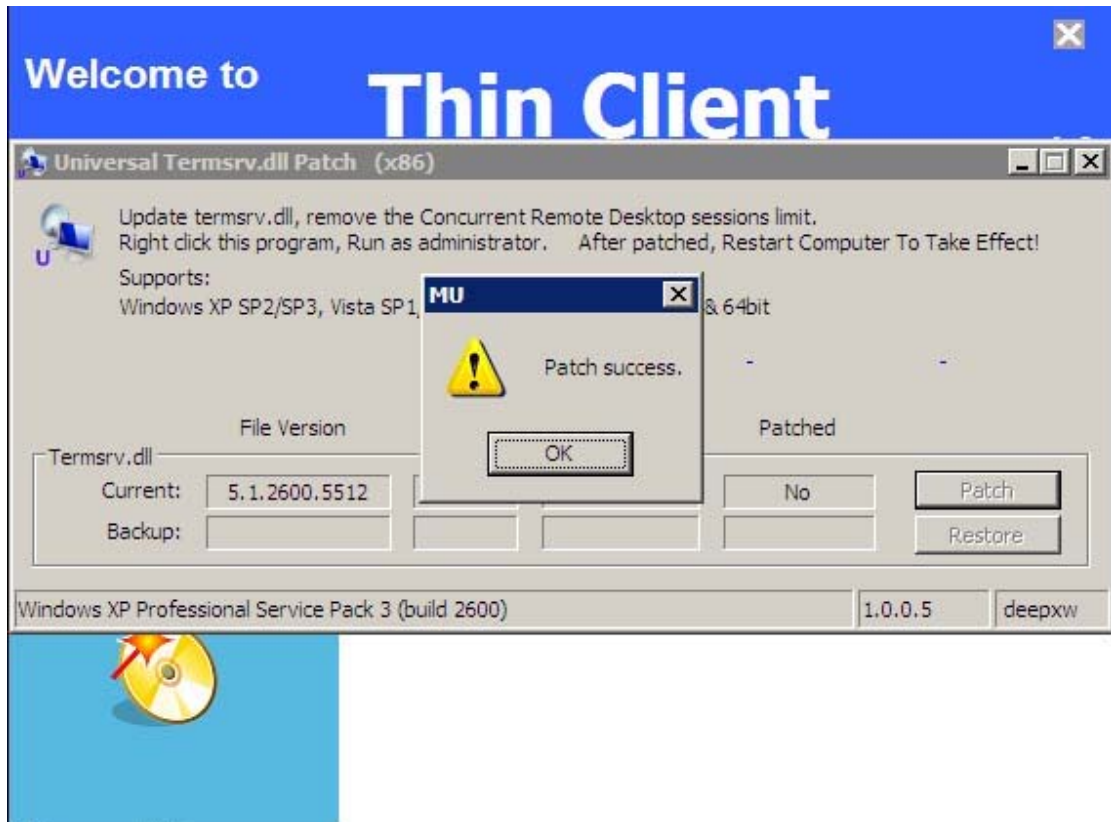 Welcome to
Thin Client
Universal Termsrv.dll Patch (x86)
Update termsrv.dll, remove the Concurrent Remote Desktop sessions limit.
Right click this program, Run as administrator. After patched, Restart Computer To Take Effect!
U
Supports:
Windows XP SP2/SP3, Vista SP1, & 64bit
MU
Patch success.
- -
OK
File Version Patched
Termsrv.dll
Current: 5.1.2600.5512 No Patch
Backup: Restore
Windows XP Professional Service Pack 3 (build 2600) 1.0.0.5 deepxw